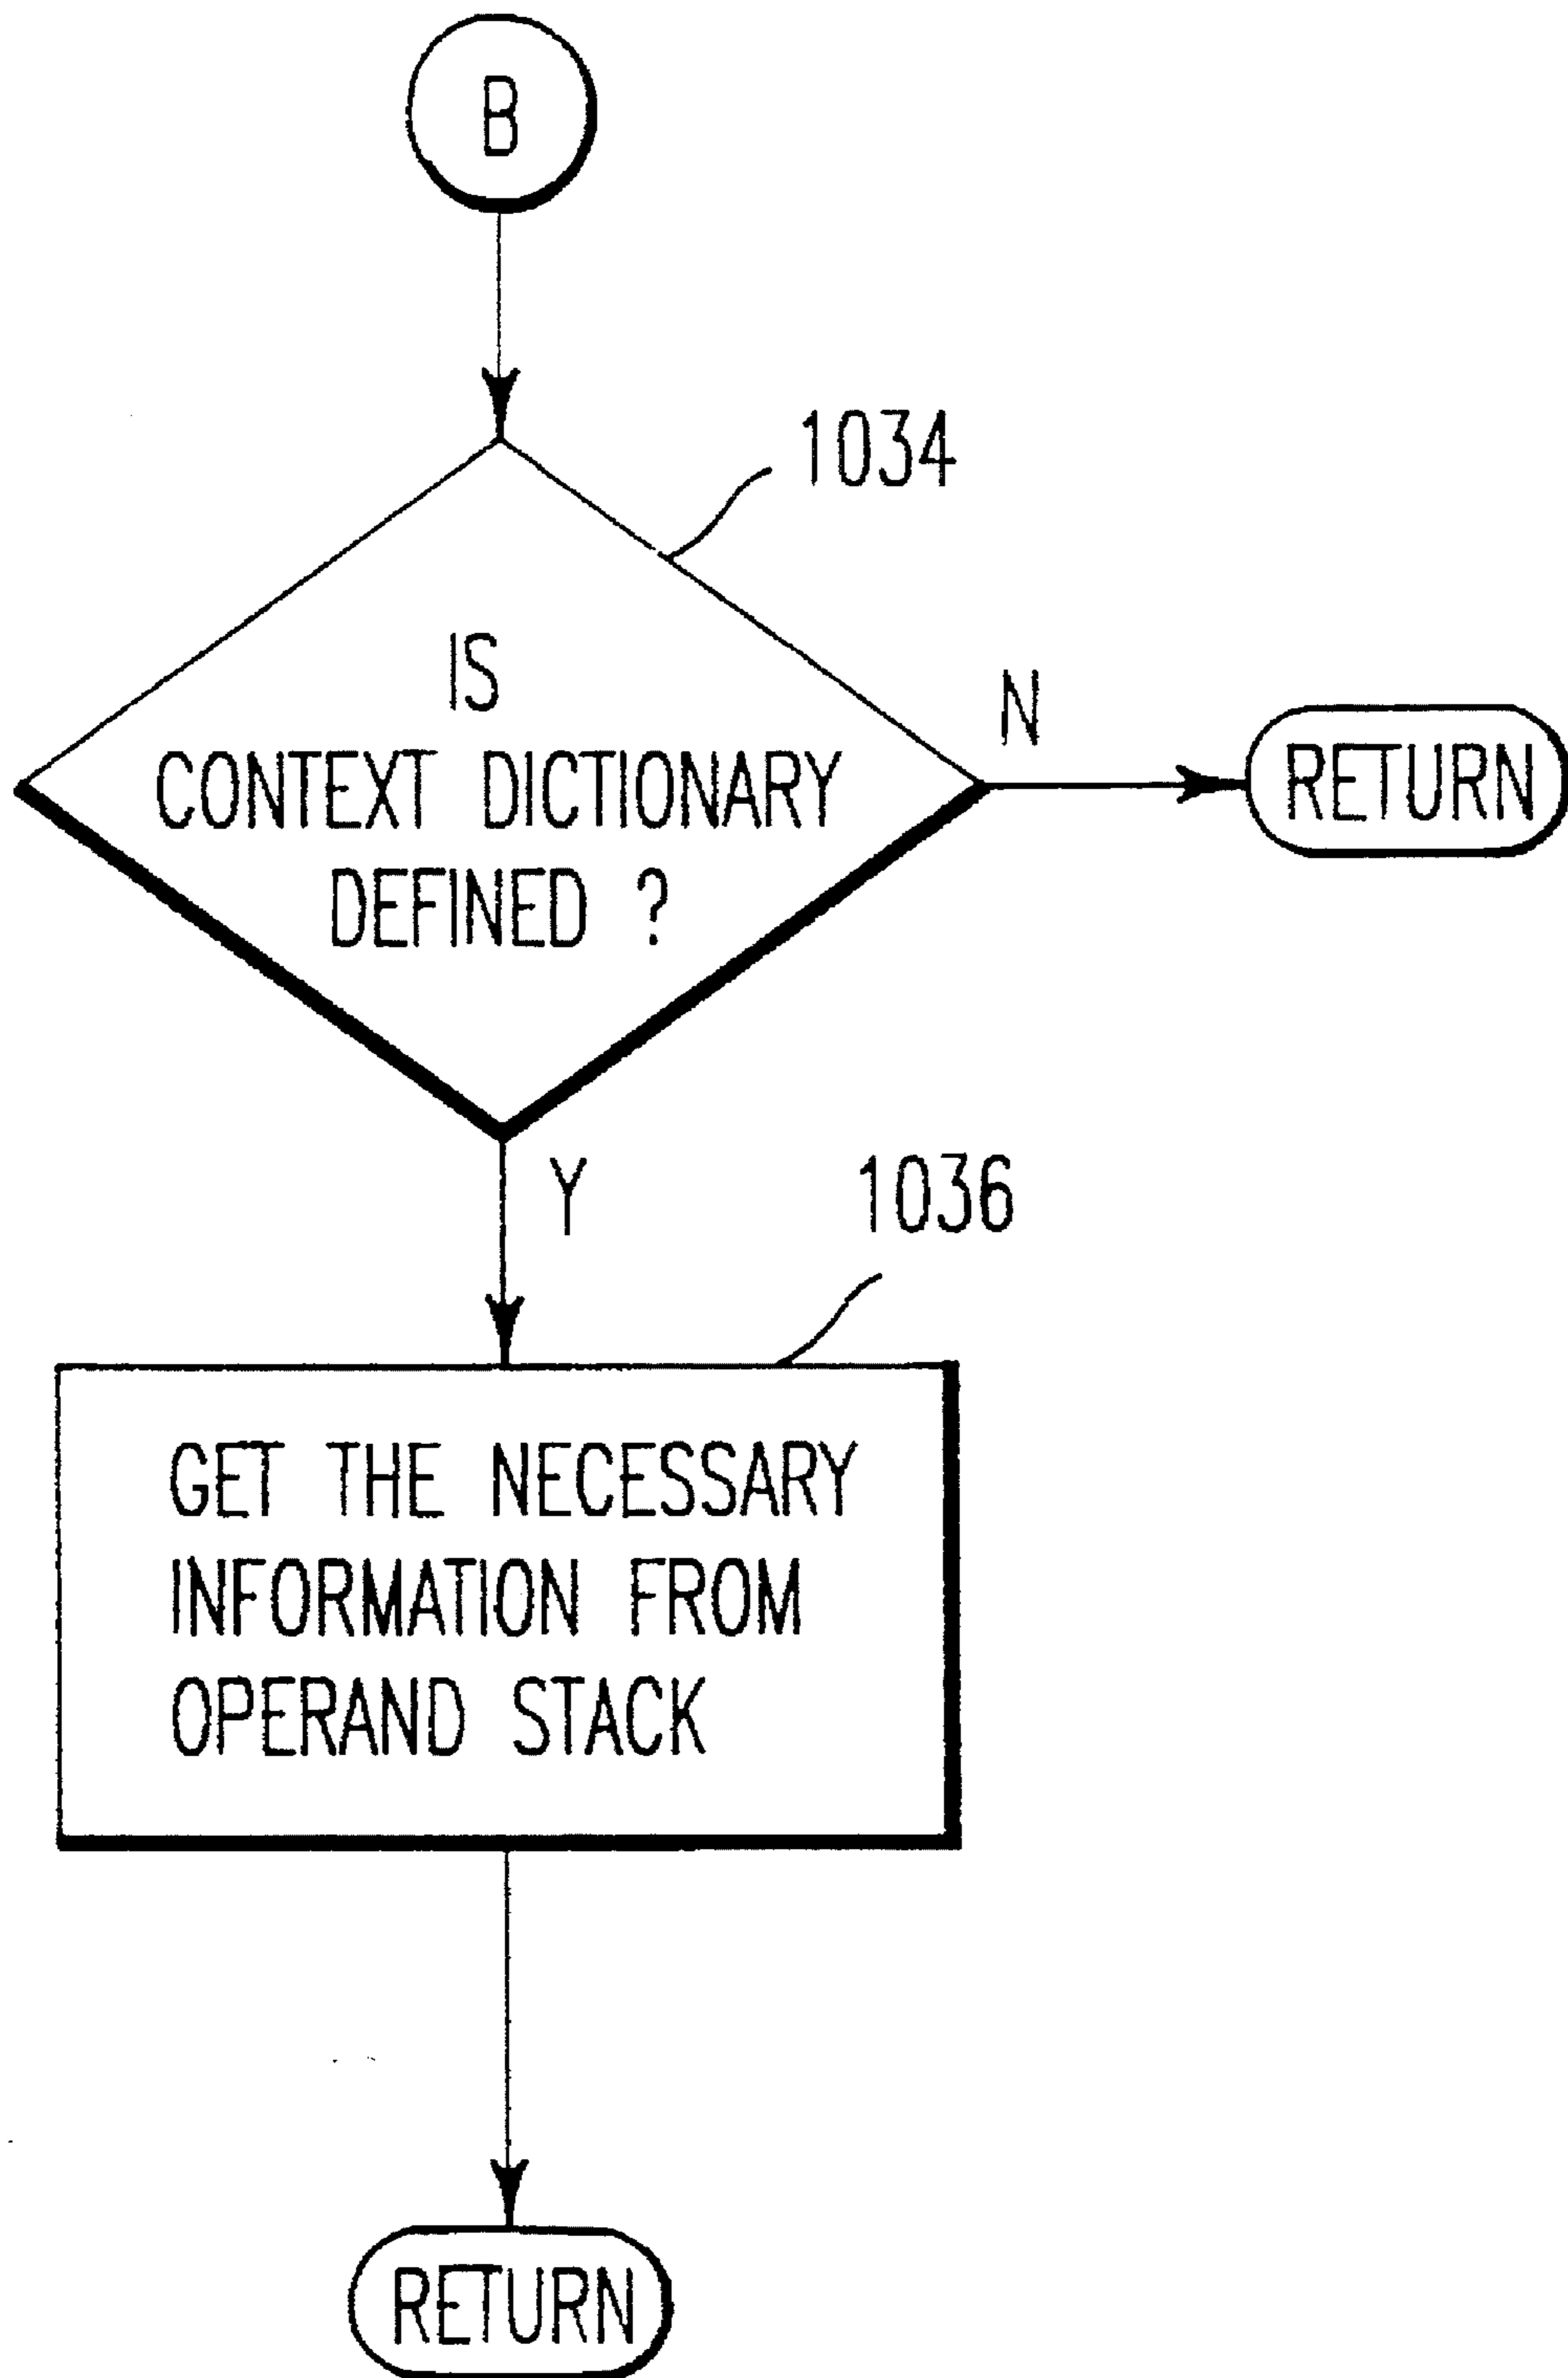 B
1034
IS
CONTEXT DICTIONARY
DEFINED ?
N
RETURN
Y
1036
GET THE NECESSARY
INFORMATION FROM
OPERAND STACK
RETURN